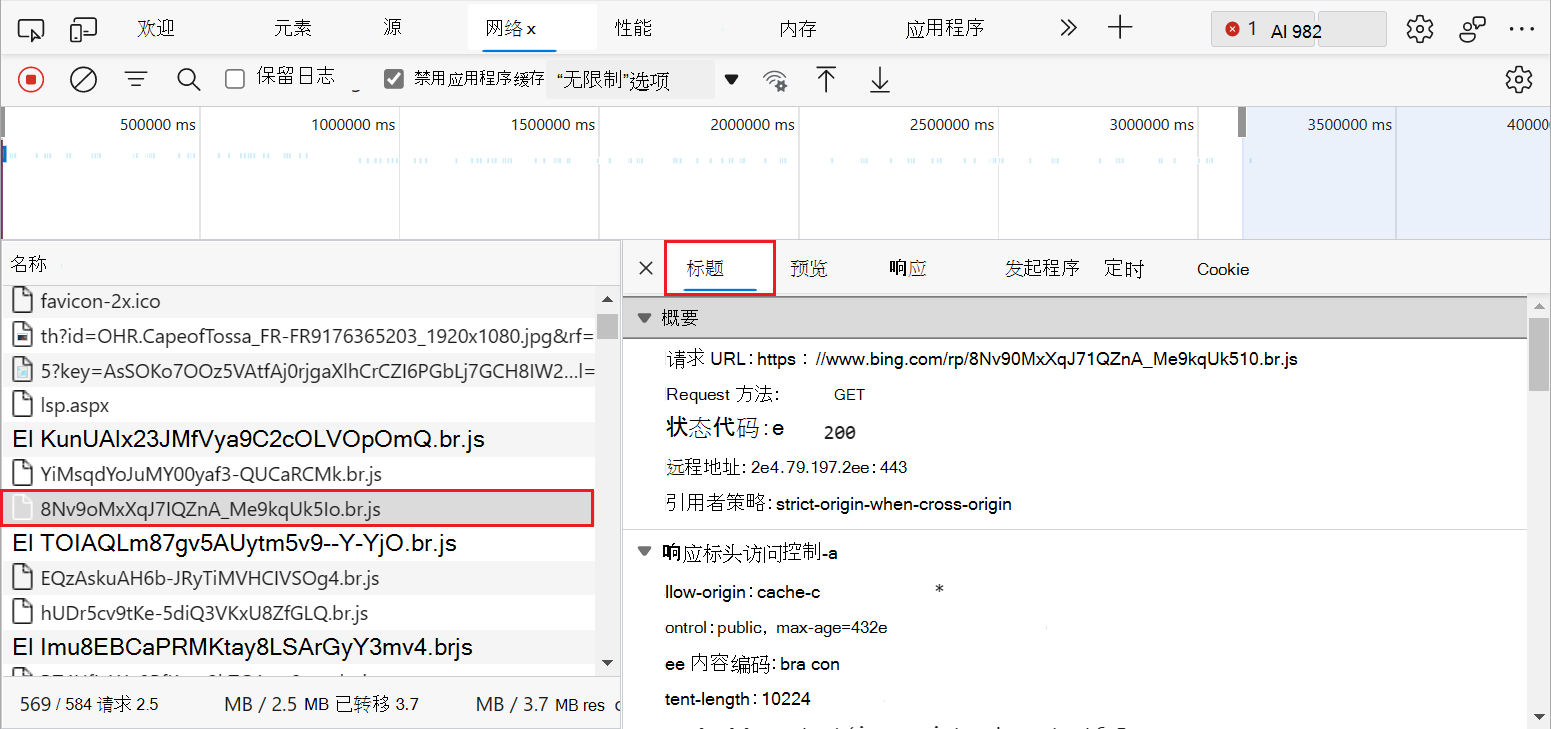 欢迎 元素 源 网络 x 性能 内存 应用程序 1 AI 982
保留日志 禁用应用程序缓存 “无限制”选项
500000 ms 1000000 ms 1500000 ms 2000000 ms 2500000 ms 3000000 ms 3500000 ms 40000
名称
favicon-2x.ico
th?id=OHR.CapeofTossa_FR-FR9176365203_1920x1080.jpg&rf=
5?key=AsSOKo7OOz5VAtfAj0rjgaXlhCrCZI6PGbLj7GCH8IW2...l=
lsp.aspx
El KunUAlx23JMfVya9C2cOLVOpOmQ.br.js
YiMsqdYoJuMY00yaf3-QUCaRCMk.br.js
8Nv9oMxXqJ7IQZnA_Me9kqUk5Io.br.js
El TOIAQLm87gv5AUytm5v9--Y-YjO.br.js
EQzAskuAH6b-JRyTiMVHCIVSOg4.br.js
hUDr5cv9tKe-5diQ3VKxU8ZfGLQ.br.js
El Imu8EBCaPRMKtay8LSArGyY3mv4.brjs
569 / 584 请求 2.5 MB / 2.5 MB 已转移 3.7 MB / 3.7 MB res
标题 预览 响应 发起程序 定时 Cookie
概要
请求 URL：https：//www.bing.com/rp/8Nv90MxXqJ71QZnA_Me9kqUk510.br.js
Request 方法： GET
状态代码：e 200
远程地址：2e4.79.197.2ee：443
引用者策略：strict-origin-when-cross-origin
响应标头访问控制-a
llow-origin：cache-c *
ontrol：public，max-age=432e
ee 内容编码：bra con
tent-length：10224